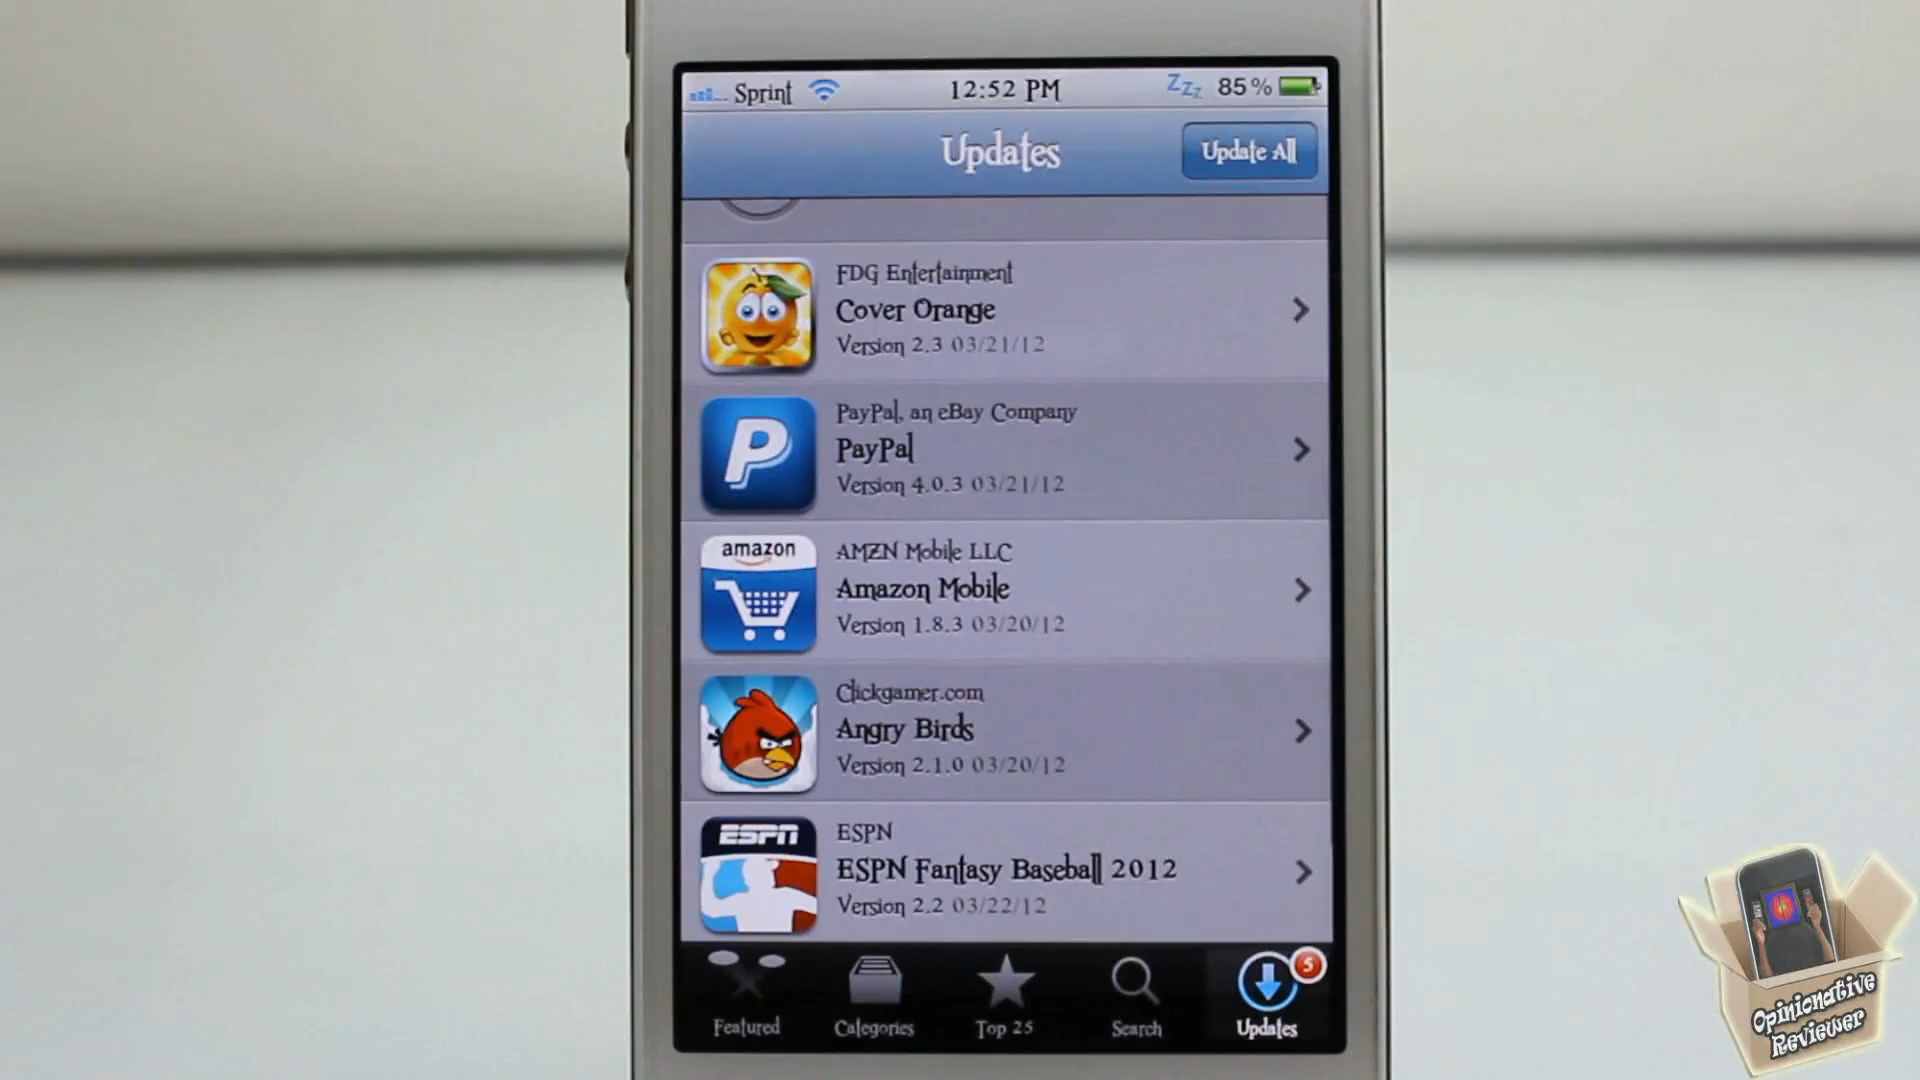 Sprint 12:52 PM Zzz 85%
Updates Update All
FDG Entertainment
Cover Orange
Version 2.3 03/21/12
PayPal, an eBay Company
PayPal
Version 4.0.3 03/21/12
amazon
AMZN Mobile LLC
Amazon Mobile
Version 1.8.3 03/20/12
Clickgamer.com
Angry Birds
Version 2.1.0 03/20/12
ESPN
ESPN
ESPN Fantasy Baseball 2012
Version 2.2 03/22/12
5
Featured Categories Top 25 Search Updates
Opinionative
Reviewer